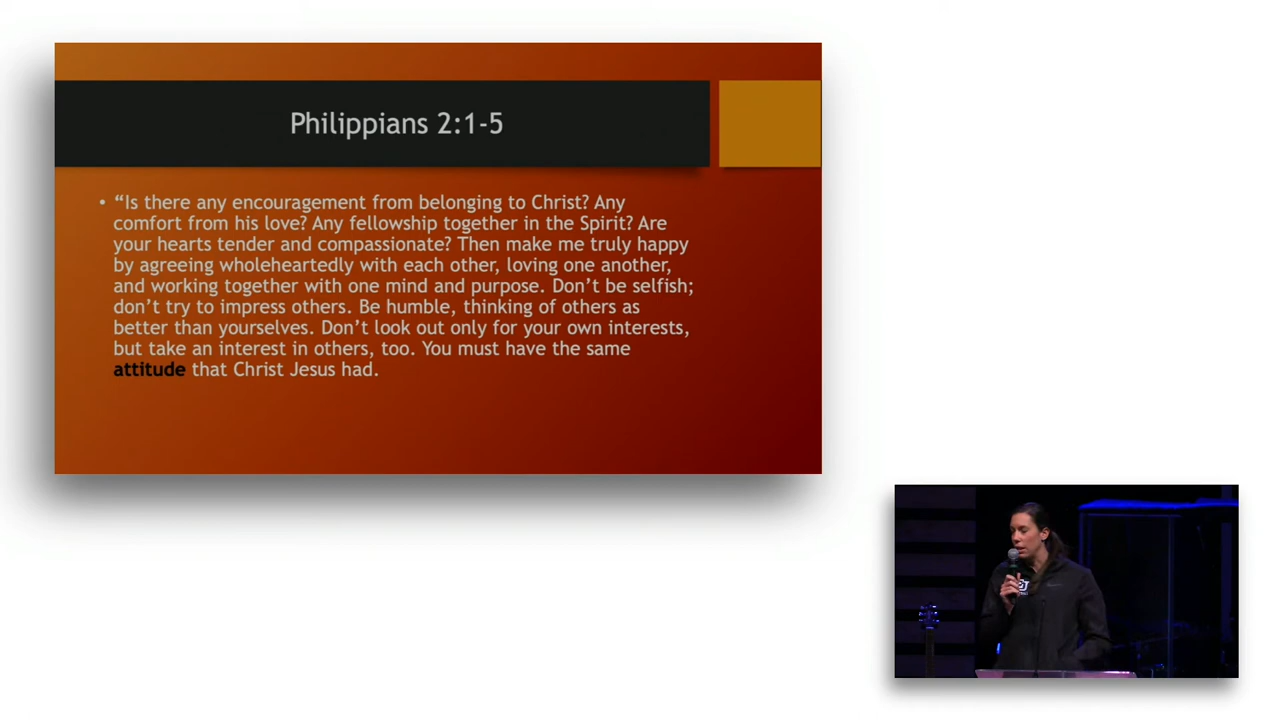 Philippians 2:1-5
• “Is there any encouragement from belonging to Christ? Any
comfort from his love? Any fellowship together in the Spirit? Are
your hearts tender and compassionate? Then make me truly happy
by agreeing wholeheartedly with each other, loving one another,
and working together with one mind and purpose. Don’t be selfish;
don’t try to impress others. Be humble, thinking of others as
better than yourselves. Don’t look out only for your own interests,
but take an interest in others, too. You must have the same
attitude that Christ Jesus had.